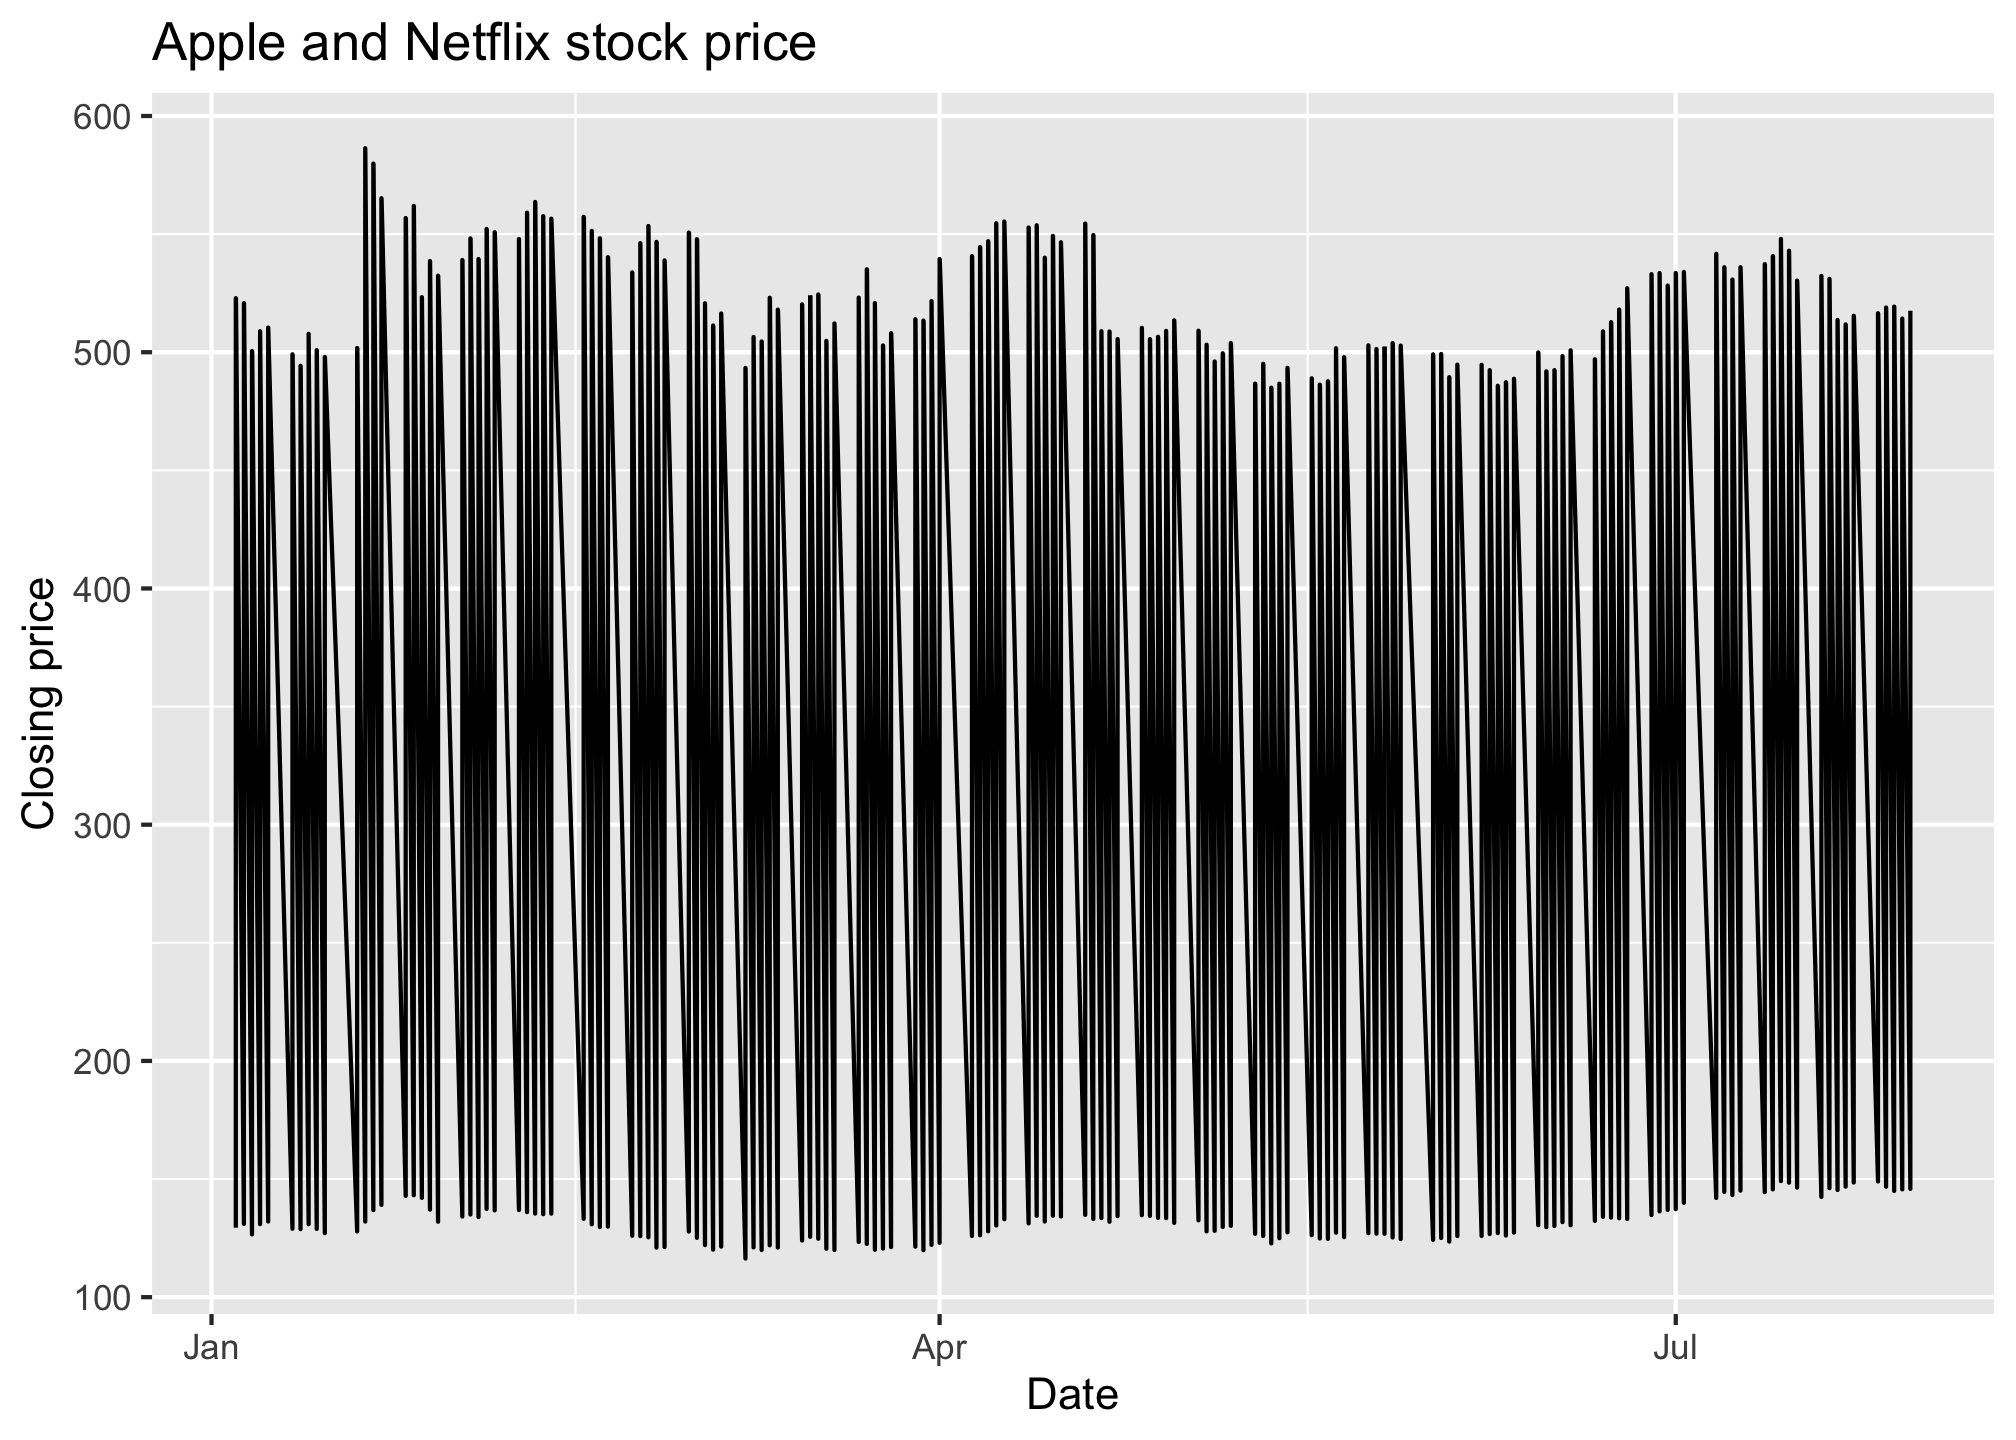 Apple and Netflix stock price
600
500
400
300
200
100
Closing price
Jan
Apr
Jul
Date